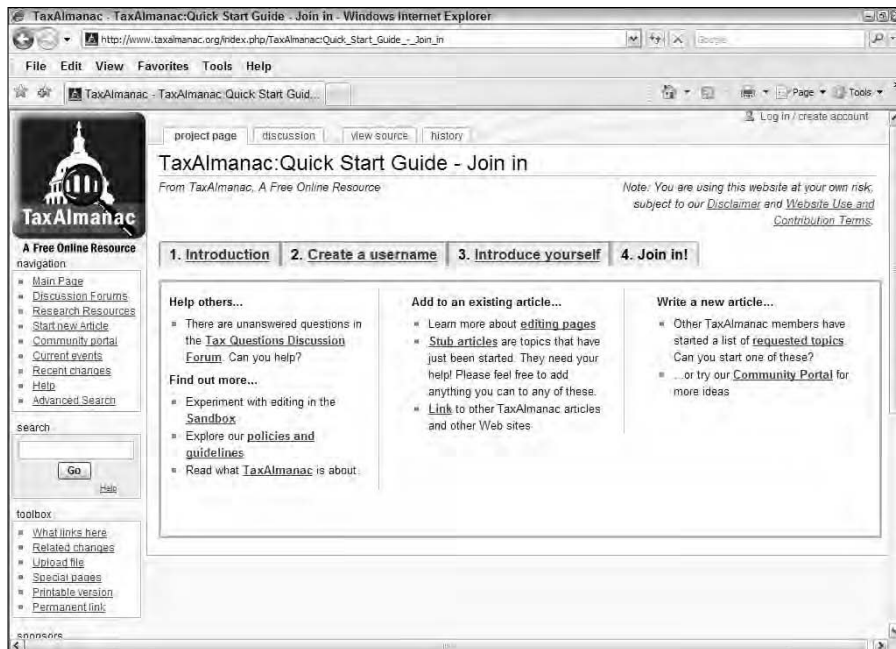 TaxAlmanac - TaxAlmanac:Quick Start Guide - Join in - Windows Internet Explorer
http://www.taxalmanac.org/index.php/TaxAlmanac:Quick_Start_Guide_-_Join_in
Google
File Edit View Favorites Tools Help
TaxAlmanac - TaxAlmanac:Quick Start Guid...
Page Tools
Log in / create account
project page discussion view source history
TaxAlmanac:Quick Start Guide - Join in
From TaxAlmanac, A Free Online Resource
Note: You are using this website at your own risk,
subject to our Disclaimer and Website Use and
Contribution Terms.
TaxAlmanac
A Free Online Resource
navigation
Main Page
Discussion Forums
Research Resources
Start new Article
Community portal
Current events
Recent changes
Help
Advanced Search
search
Go
Help
toolbox
What links here
Related changes
Upload file
Special pages
Printable version
Permanent link
sponsors
1. Introduction 2. Create a username 3. Introduce yourself 4. Join in!
Help others...
There are unanswered questions in
the Tax Questions Discussion
Forum. Can you help?
Find out more...
Experiment with editing in the
Sandbox
Explore our policies and
guidelines
Read what TaxAlmanac is about
Add to an existing article...
Learn more about editing pages
Stub articles are topics that have
just been started. They need your
help! Please feel free to add
anything you can to any of these.
Link to other TaxAlmanac articles
and other Web sites
Write a new article...
Other TaxAlmanac members have
started a list of requested topics.
Can you start one of these?
...or try our Community Portal for
more ideas